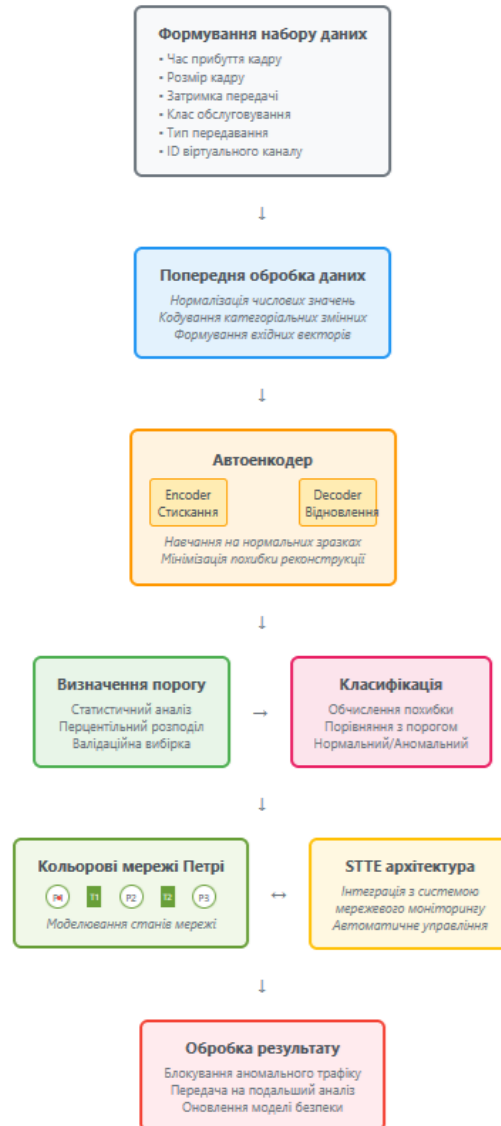 Формування набору даних
• Час прибуття кадру
• Розмір кадру
• Затримка передачі
• Клас обслуговування
• Тип передавання
• ID віртуального каналу
↓
Попередня обробка даних
Нормалізація числових значень
Кодування категоріальних змінних
Формування вхідних векторів
↓
Автоенкодер
Encoder
Стискання
Decoder
Відновлення
Навчання на нормальних зразках
Мінімізація похибки реконструкції
↓
Визначення порогу
Статистичний аналіз
Перцентільний розподіл
Валідаційна вибірка
→
Класифікація
Обчислення похибки
Порівняння з порогом
Нормальний/Аномальний
↓
Кольорові мережі Петрі
T1
P2
T2
P3
Моделювання станів мережі
↔
STTE архітектура
Інтеграція з системою
мережевого моніторингу
Автоматичне управління
↓
Обробка результату
Блокування аномального трафіку
Передача на подальший аналіз
Оновлення моделі безпеки